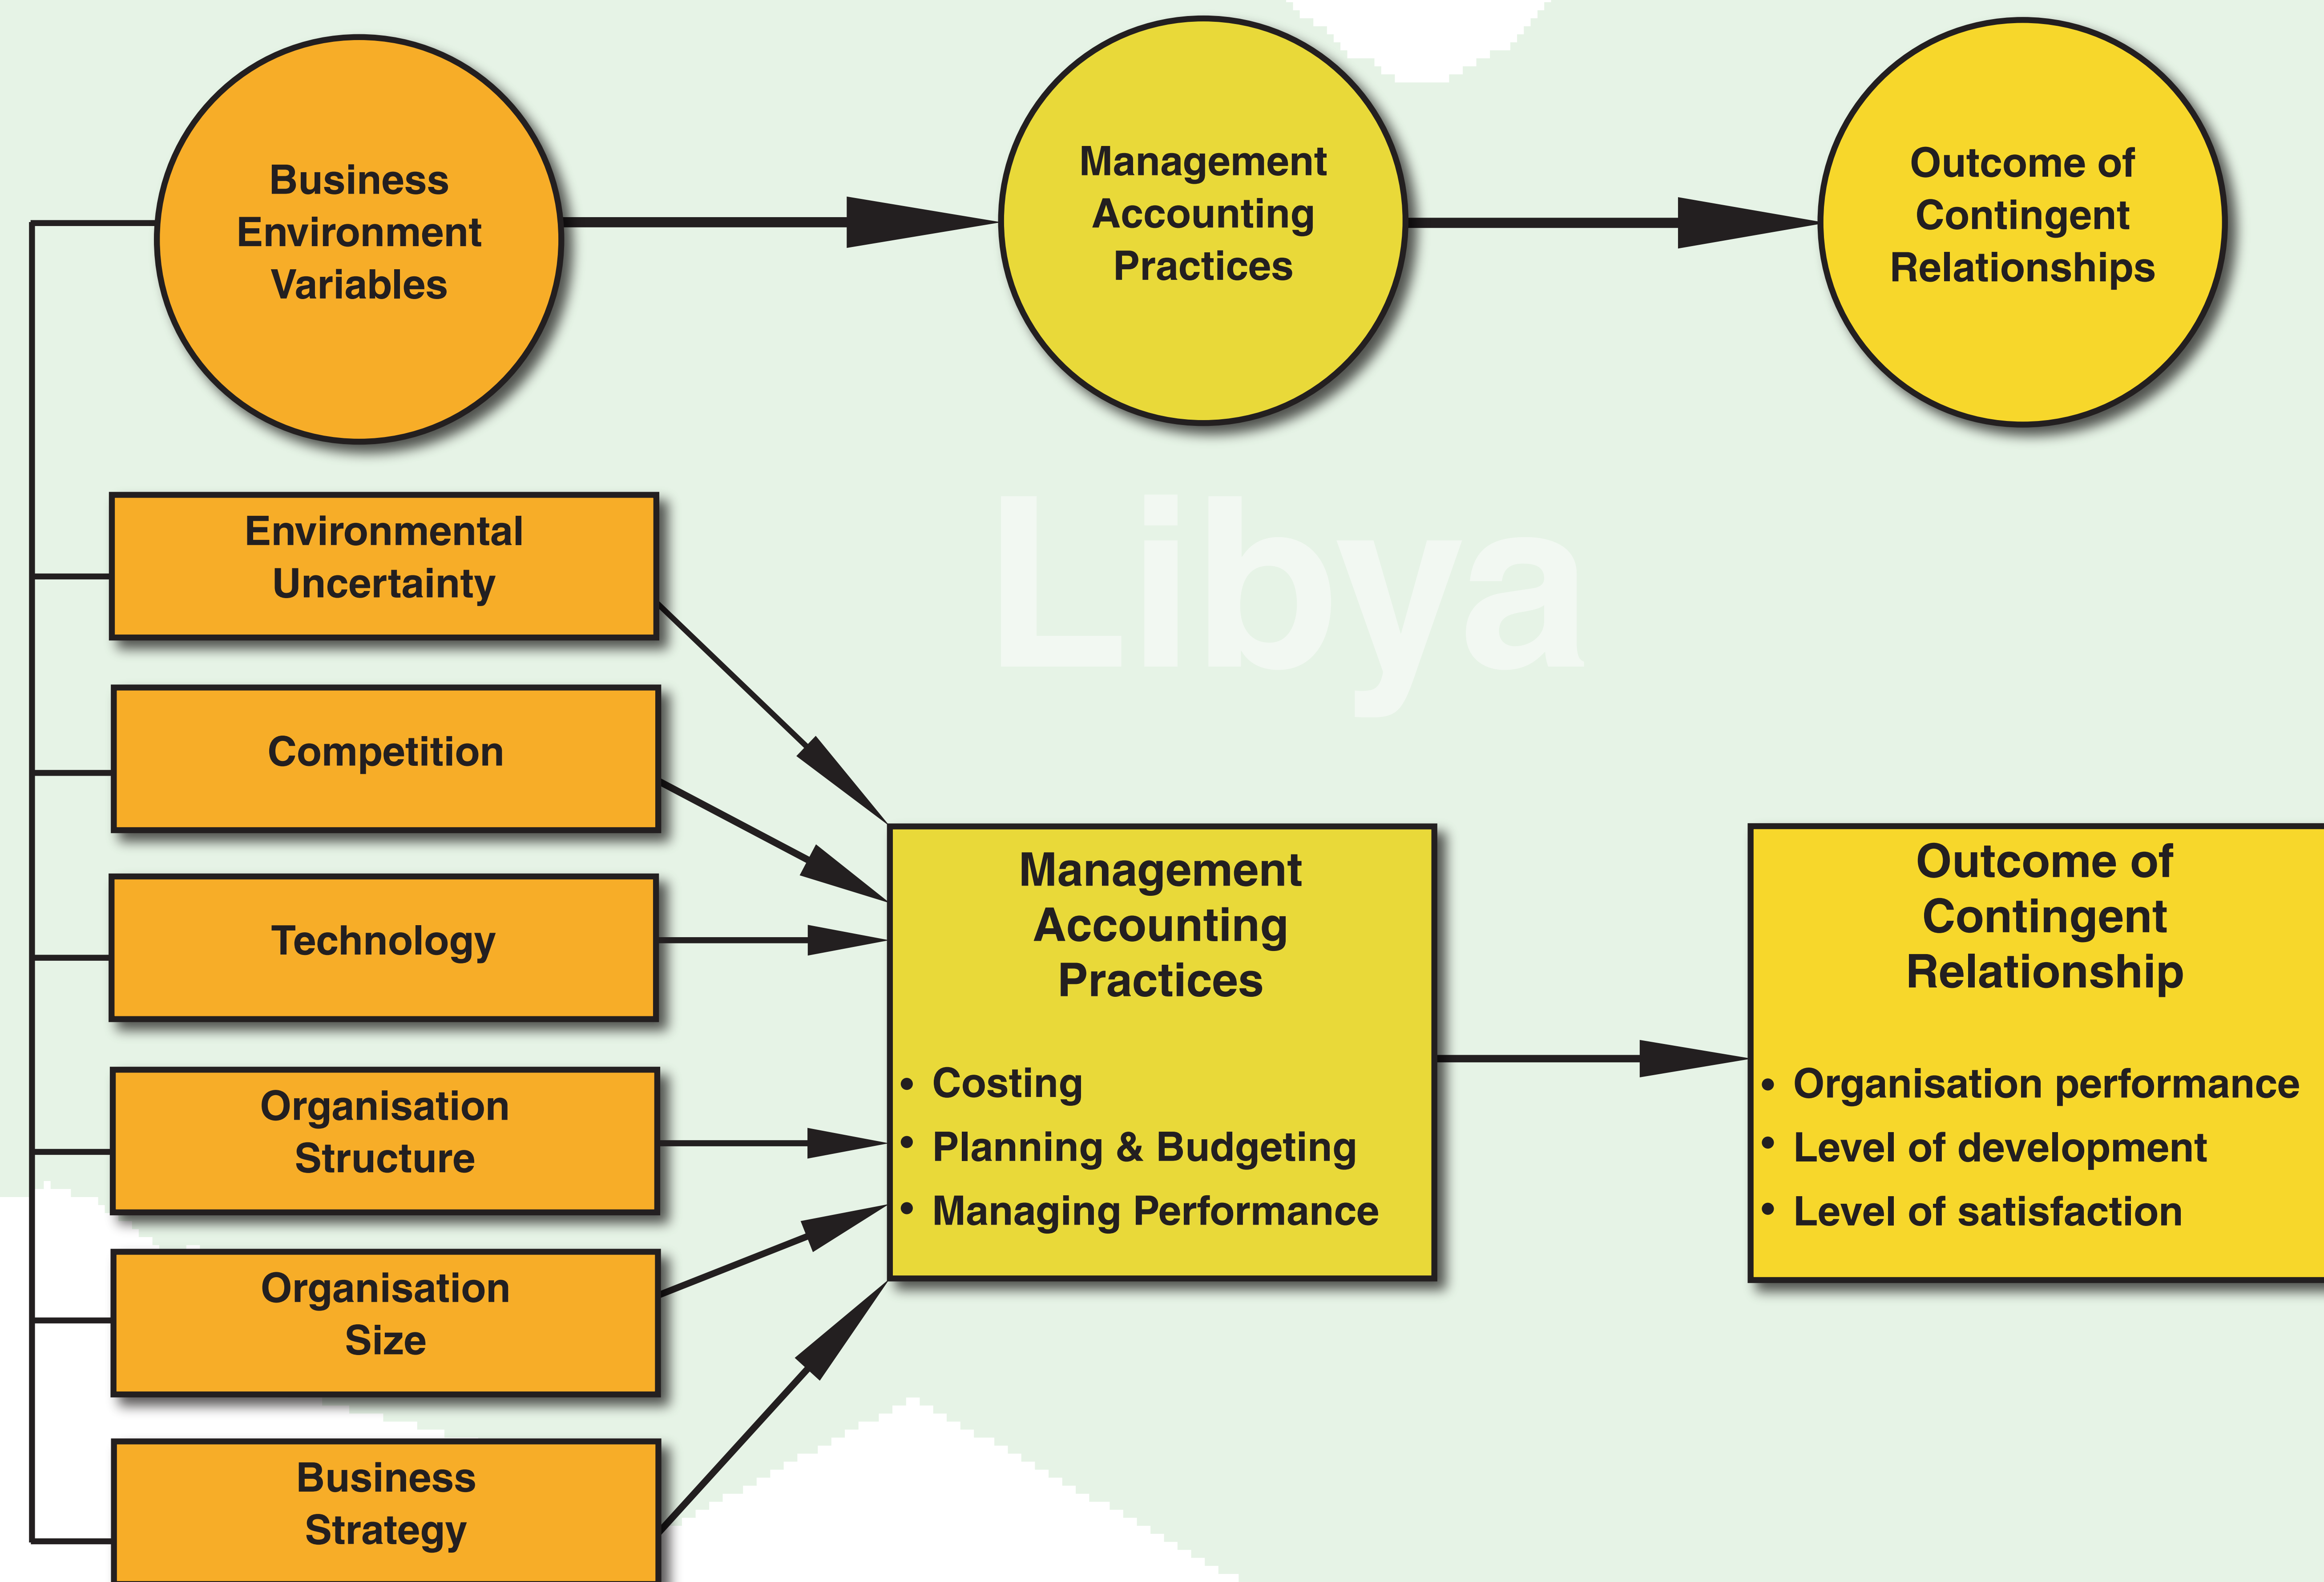 Business
Environment
Variables
Management
Accounting
Practices
Outcome of
Contingent
Relationships
Libya
Environmental
Uncertainty
Competition
Technology
Organisation
Structure
Organisation
Size
Business
Strategy
Management
Accounting
Practices
• Costing
• Planning & Budgeting
• Managing Performance
Outcome of
Contingent
Relationship
• Organisation performance
• Level of development
• Level of satisfaction